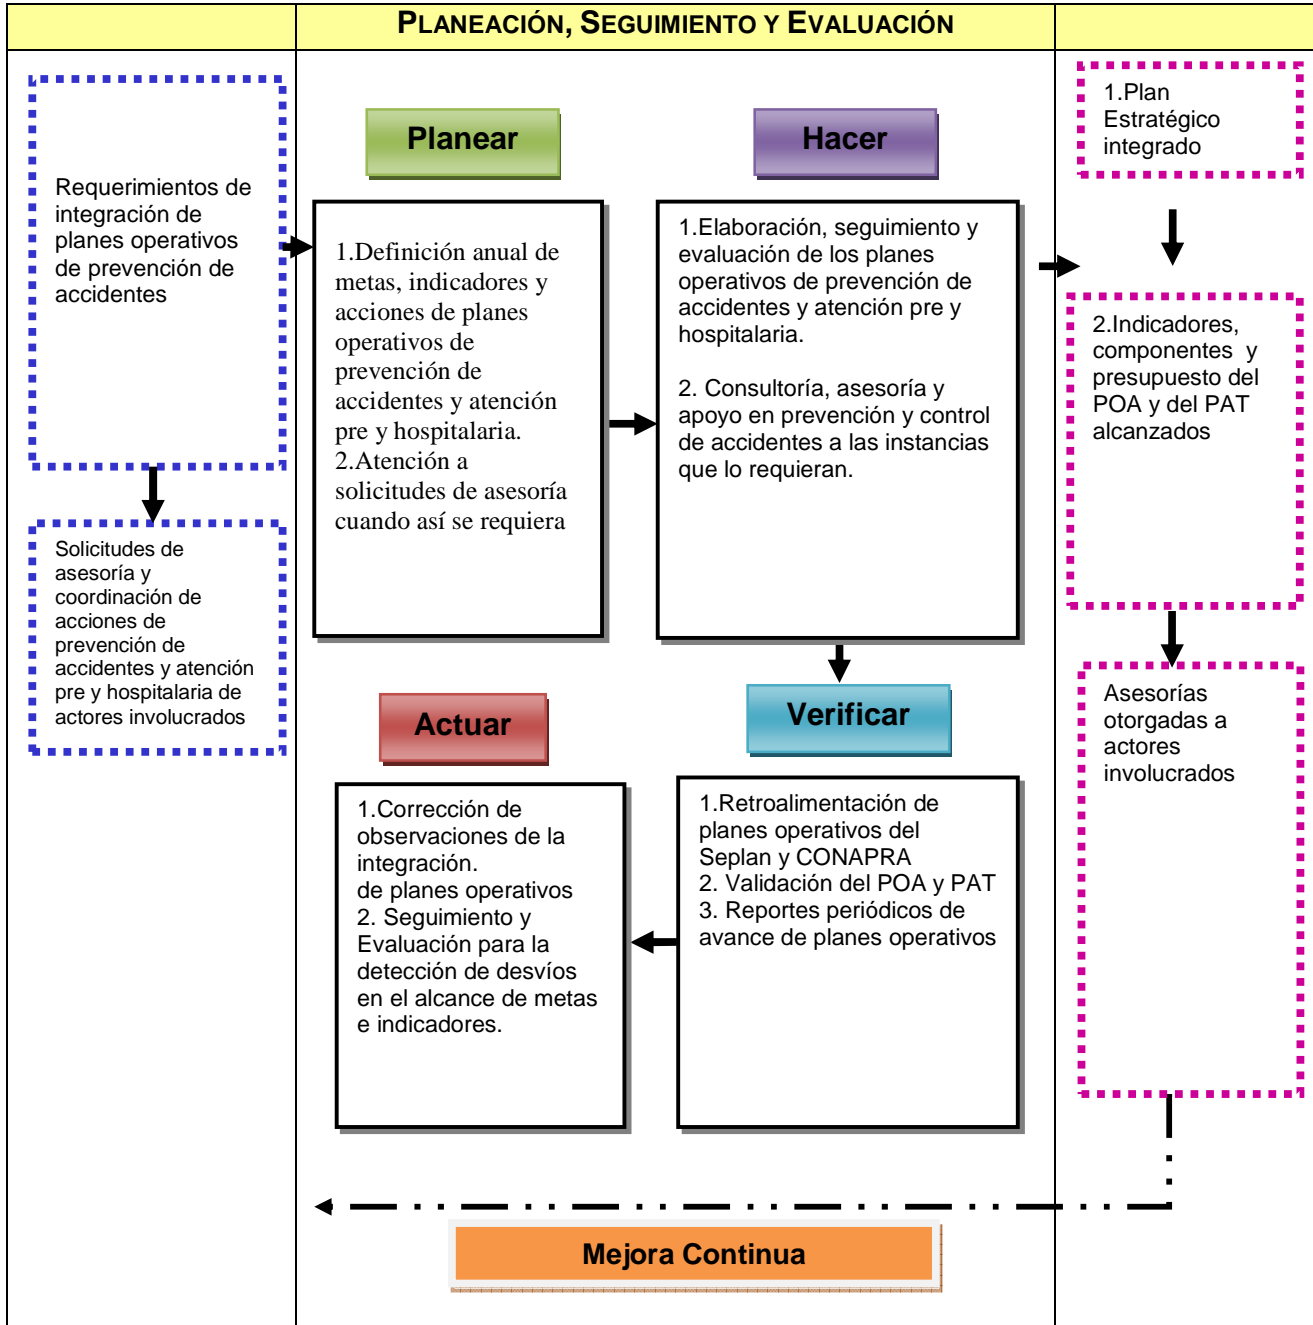 PLANEACIÓN, SEGUIMIENTO Y EVALUACIÓN
Requerimientos de
integración de
planes operativos
de prevención de
accidentes
Solicitudes de
asesoría y
coordinación de
acciones de
prevención de
accidentes y atención
pre y hospitalaria de
actores involucrados
Planear
1.Definición anual de
metas, indicadores y
acciones de planes
operativos de
prevención de
accidentes y atención
pre y hospitalaria.
2.Atención a
solicitudes de asesoría
cuando así se requiera
Hacer
1.Elaboración, seguimiento y
evaluación de los planes
operativos de prevención de
accidentes y atención pre y
hospitalaria.
2. Consultoría, asesoría y
apoyo en prevención y control
de accidentes a las instancias
que lo requieran.
Verificar
1.Retroalimentación de
planes operativos del
Seplan y CONAPRA
2. Validación del POA y PAT
3. Reportes periódicos de
avance de planes operativos
Actuar
1.Corrección de
observaciones de la
integración.
de planes operativos
2. Seguimiento y
Evaluación para la
detección de desvíos
en el alcance de metas
e indicadores.
1.Plan
Estratégico
integrado
2.Indicadores,
componentes y
presupuesto del
POA y del PAT
alcanzados
Asesorías
otorgadas a
actores
involucrados
Mejora Continua